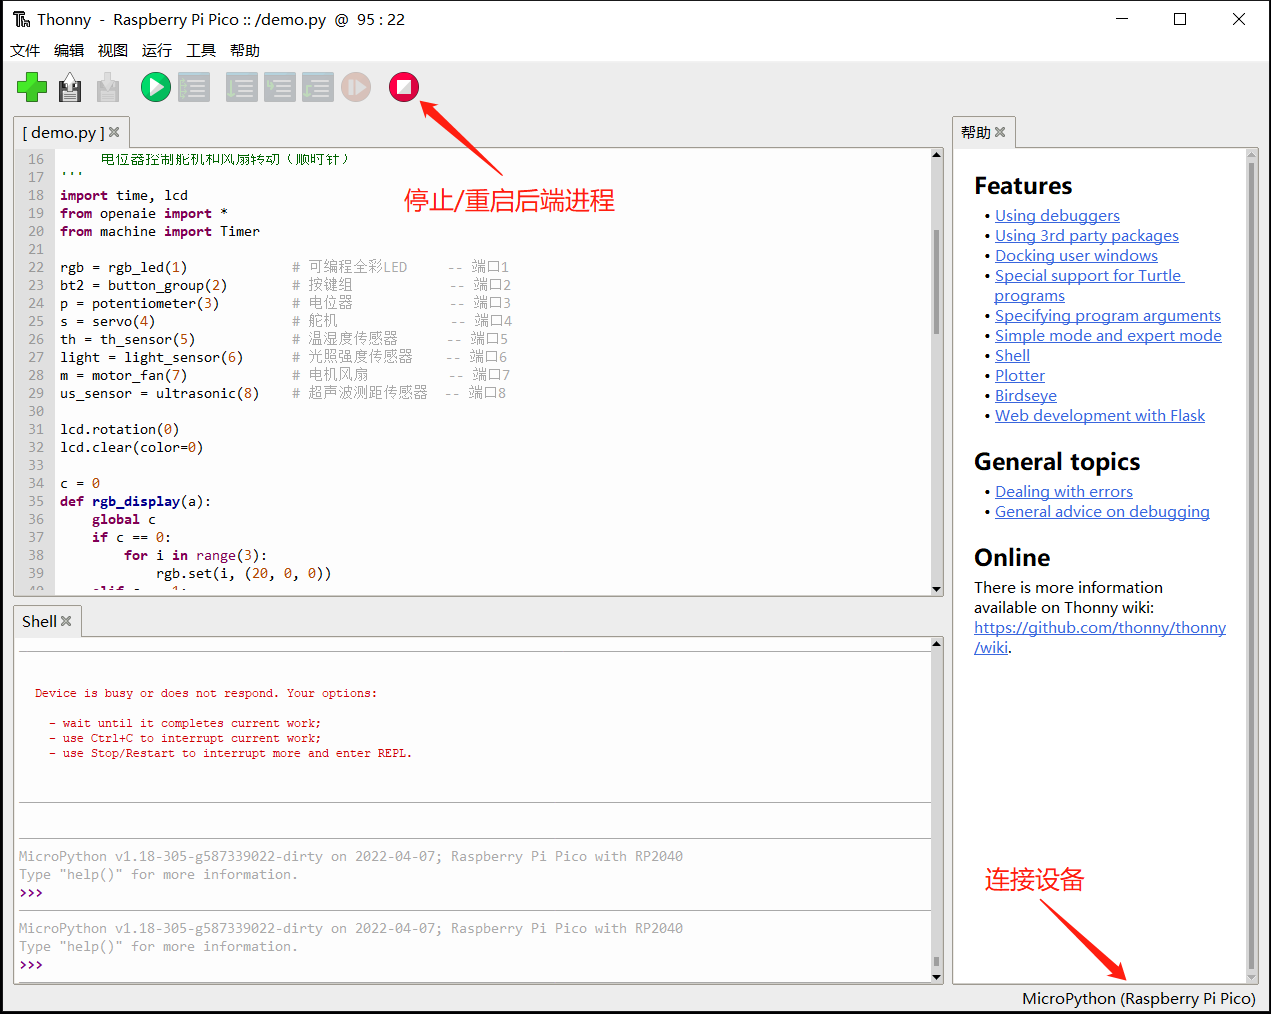 Thonny - Raspberry Pi Pico :: /demo.py @ 95 : 22
文件 编辑 视图 运行 工具 帮助
[ demo.py ]
16 电位器控制舵机和风扇转动（顺时针）
17 '''
18 import time, lcd
19 from openaie import *
20 from machine import Timer
21
22 rgb = rgb_led(1) # 可编程全彩LED -- 端口1
23 bt2 = button_group(2) # 按键组 -- 端口2
24 p = potentiometer(3) # 电位器 -- 端口3
25 s = servo(4) # 舵机 -- 端口4
26 th = th_sensor(5) # 温湿度传感器 -- 端口5
27 light = light_sensor(6) # 光照强度传感器 -- 端口6
28 m = motor_fan(7) # 电机风扇 -- 端口7
29 us_sensor = ultrasonic(8) # 超声波测距传感器 -- 端口8
30
31 lcd.rotation(0)
32 lcd.clear(color=0)
33
34 c = 0
35 def rgb_display(a):
36 global c
37 if c == 0:
38 for i in range(3):
39 rgb.set(i, (20, 0, 0))
停止/重启后端进程
Shell
Device is busy or does not respond. Your options:
- wait until it completes current work;
- use Ctrl+C to interrupt current work;
- use Stop/Restart to interrupt more and enter REPL.
MicroPython v1.18-305-g587339022-dirty on 2022-04-07; Raspberry Pi Pico with RP2040
Type "help()" for more information.
>>>
MicroPython v1.18-305-g587339022-dirty on 2022-04-07; Raspberry Pi Pico with RP2040
Type "help()" for more information.
>>>
帮助
Features
• Using debuggers
• Using 3rd party packages
• Docking user windows
• Special support for Turtle
programs
• Specifying program arguments
• Simple mode and expert mode
• Shell
• Plotter
• Birdseye
• Web development with Flask
General topics
• Dealing with errors
• General advice on debugging
Online
There is more information
available on Thonny wiki:
https://github.com/thonny/thonny
/wiki.
连接设备
MicroPython (Raspberry Pi Pico)